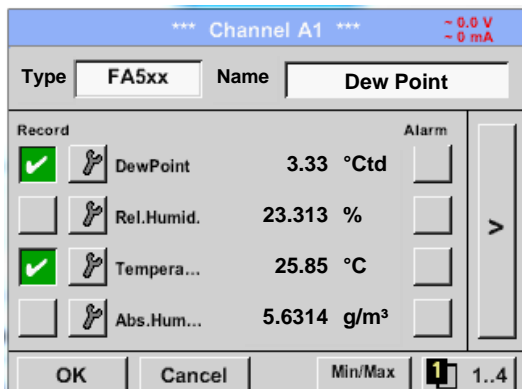 *** Channel A1 ***
~ 0.0 V
~ 0 mA
Type FA5xx Name Dew Point
Record Alarm
DewPoint 3.33 °Ctd
Rel.Humid. 23.313 %
Tempera... 25.85 °C
Abs.Hum... 5.6314 g/m³
>
OK Cancel Min/Max 1 1..4